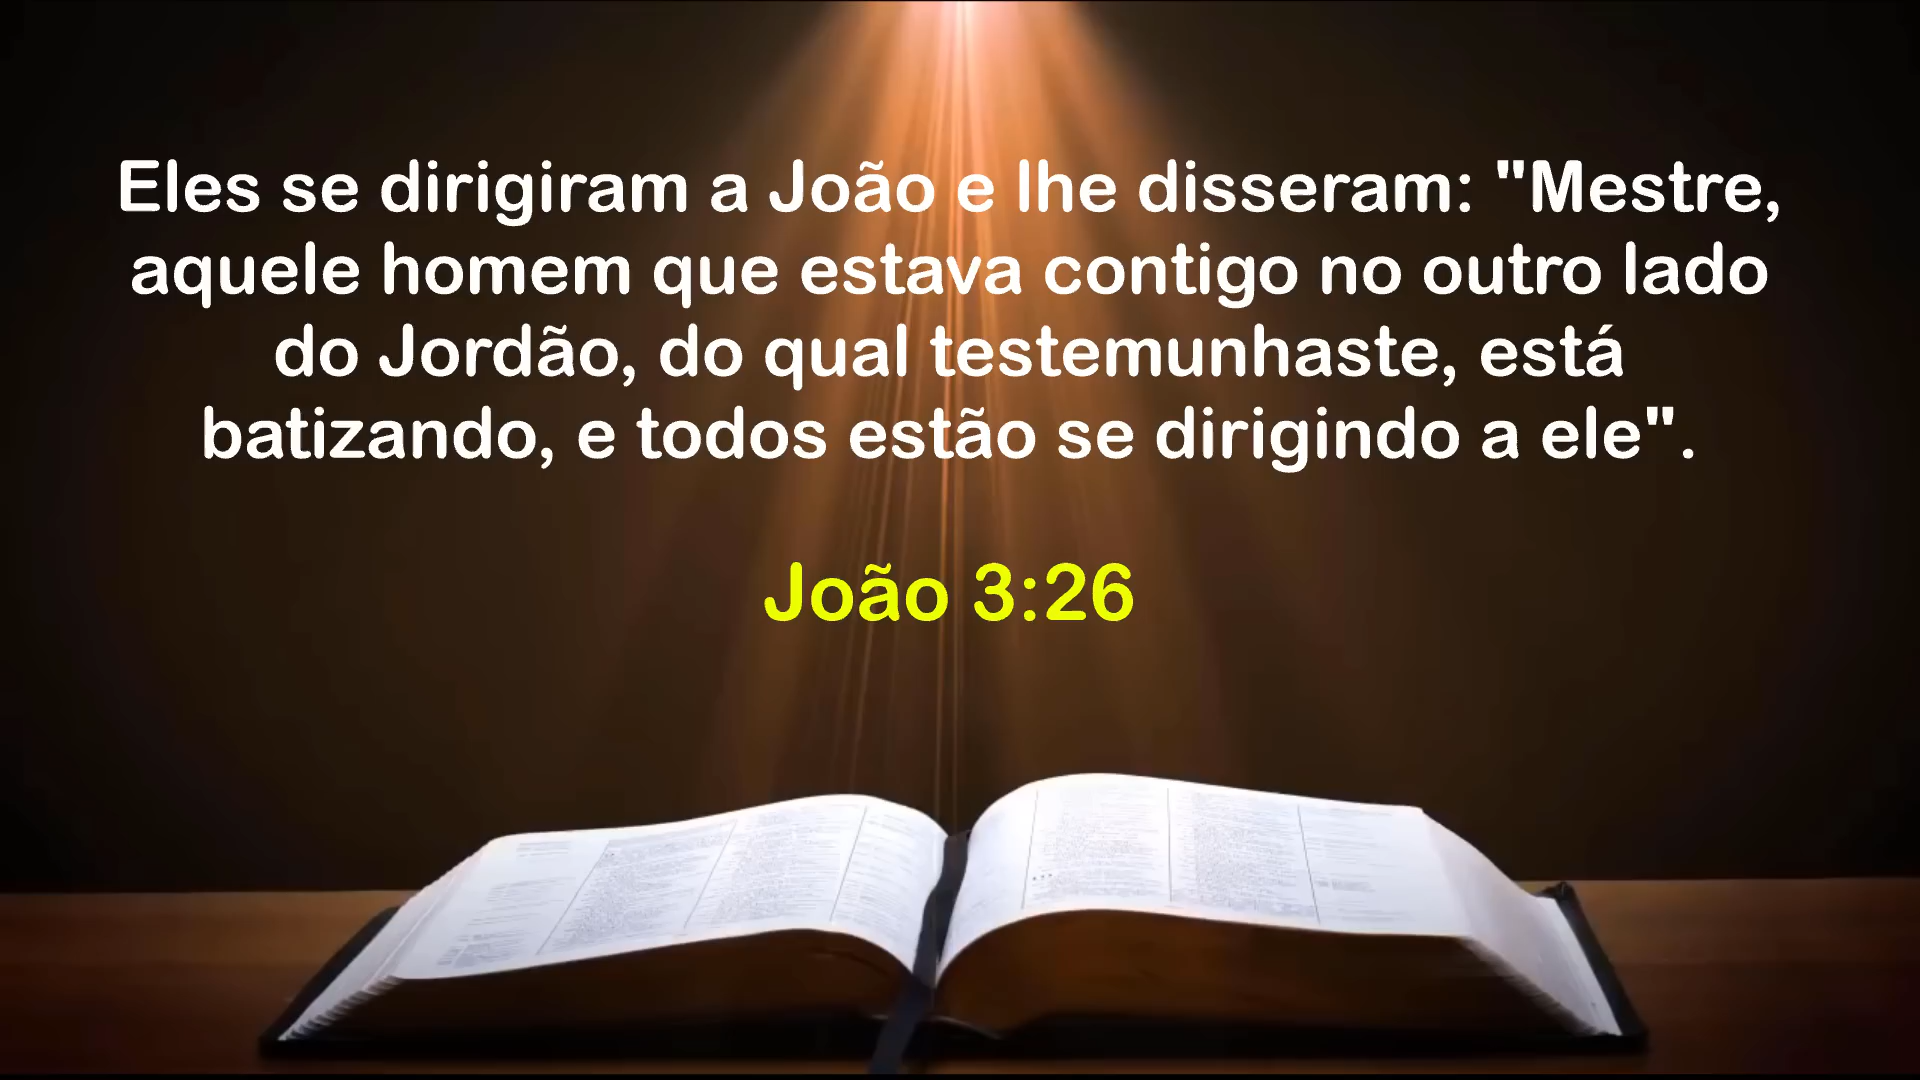 Eles se dirigiram a João e lhe disseram: "Mestre,
aquele homem que estava contigo no outro lado
do Jordão, do qual testemunhaste, está
batizando, e todos estão se dirigindo a ele".
João 3:26